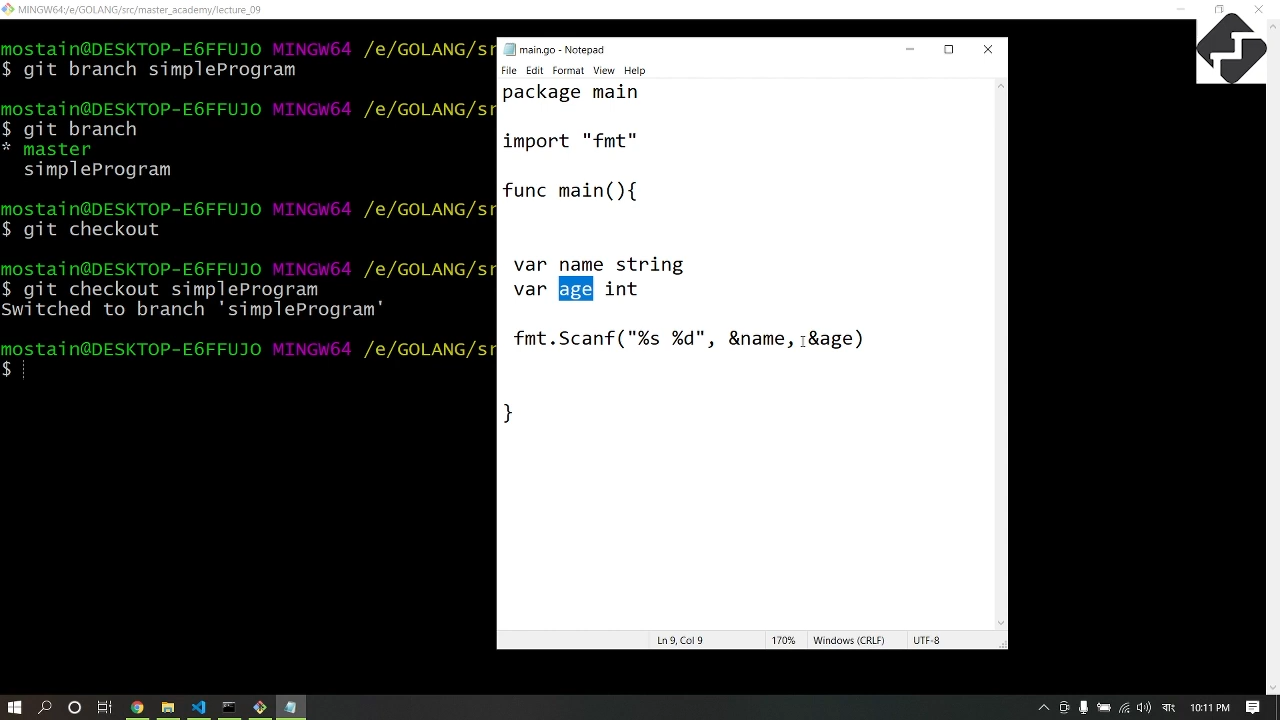 MINGW64:/e/GOLANG/src/master_academy/lecture_09
mostain@DESKTOP-E6FFUJO MINGW64 /e/GOLANG/sr
$ git branch simpleProgram
mostain@DESKTOP-E6FFUJO MINGW64 /e/GOLANG/sr
$ git branch
* master
simpleProgram
mostain@DESKTOP-E6FFUJO MINGW64 /e/GOLANG/sr
$ git checkout
mostain@DESKTOP-E6FFUJO MINGW64 /e/GOLANG/sr
$ git checkout simpleProgram
Switched to branch 'simpleProgram'
mostain@DESKTOP-E6FFUJO MINGW64 /e/GOLANG/sr
$
main.go - Notepad
File Edit Format View Help
package main
import "fmt"
func main(){
var name string
var age int
fmt.Scanf("%s %d", &name, &age)
}
Ln 9, Col 9 170% Windows (CRLF) UTF-8
10:11 PM